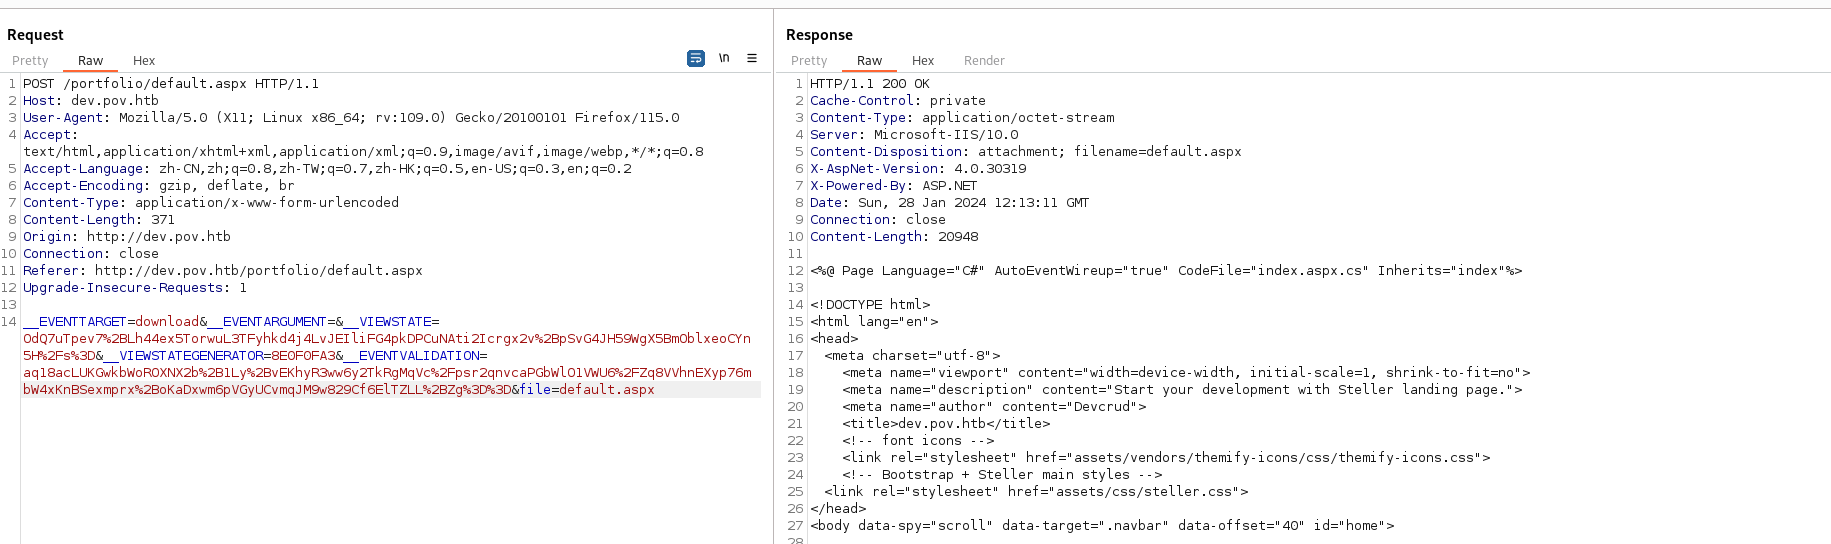 Request
Pretty Raw Hex \n ≡
1 POST /portfolio/default.aspx HTTP/1.1
2 Host: dev.pov.htb
3 User-Agent: Mozilla/5.0 (X11; Linux x86_64; rv:109.0) Gecko/20100101 Firefox/115.0
4 Accept:
text/html,application/xhtml+xml,application/xml;q=0.9,image/avif,image/webp,*/*;q=0.8
5 Accept-Language: zh-CN,zh;q=0.8,zh-TW;q=0.7,zh-HK;q=0.5,en-US;q=0.3,en;q=0.2
6 Accept-Encoding: gzip, deflate, br
7 Content-Type: application/x-www-form-urlencoded
8 Content-Length: 371
9 Origin: http://dev.pov.htb
10 Connection: close
11 Referer: http://dev.pov.htb/portfolio/default.aspx
12 Upgrade-Insecure-Requests: 1
13
14 __EVENTTARGET=download&__EVENTARGUMENT=&__VIEWSTATE=
OdQ7uTpev7%2BLh44ex5TorwuL3TFyhkd4j4LvJEIliFG4pkDPCuNAti2Icrgx2v%2BpSvG4JH59WgX5BmOblxeoCYn
5H%2Fs%3D&__VIEWSTATEGENERATOR=8E0F0FA3&__EVENTVALIDATION=
aq18acLUKGwkbWoROXNX2b%2B1Ly%2BvEKhyR3ww6y2TkRgMqVc%2Fpsr2qnvcaPGbWlO1VWU6%2FZq8VVhnEXyp76m
bW4xKnBSexmprx%2BoKaDxwm6pVGyUCvmqJM9w829Cf6ElTZLL%2BZg%3D%3D&file=default.aspx
Response
Pretty Raw Hex Render
1 HTTP/1.1 200 OK
2 Cache-Control: private
3 Content-Type: application/octet-stream
4 Server: Microsoft-IIS/10.0
5 Content-Disposition: attachment; filename=default.aspx
6 X-AspNet-Version: 4.0.30319
7 X-Powered-By: ASP.NET
8 Date: Sun, 28 Jan 2024 12:13:11 GMT
9 Connection: close
10 Content-Length: 20948
11
12 <%@ Page Language="C#" AutoEventWireup="true" CodeFile="index.aspx.cs" Inherits="index"%>
13
14 <!DOCTYPE html>
15 <html lang="en">
16 <head>
17 <meta charset="utf-8">
18 <meta name="viewport" content="width=device-width, initial-scale=1, shrink-to-fit=no">
19 <meta name="description" content="Start your development with Steller landing page.">
20 <meta name="author" content="Devcrud">
21 <title>dev.pov.htb</title>
22 <!-- font icons -->
23 <link rel="stylesheet" href="assets/vendors/themify-icons/css/themify-icons.css">
24 <!-- Bootstrap + Steller main styles -->
25 <link rel="stylesheet" href="assets/css/steller.css">
26 </head>
27 <body data-spy="scroll" data-target=".navbar" data-offset="40" id="home">
28